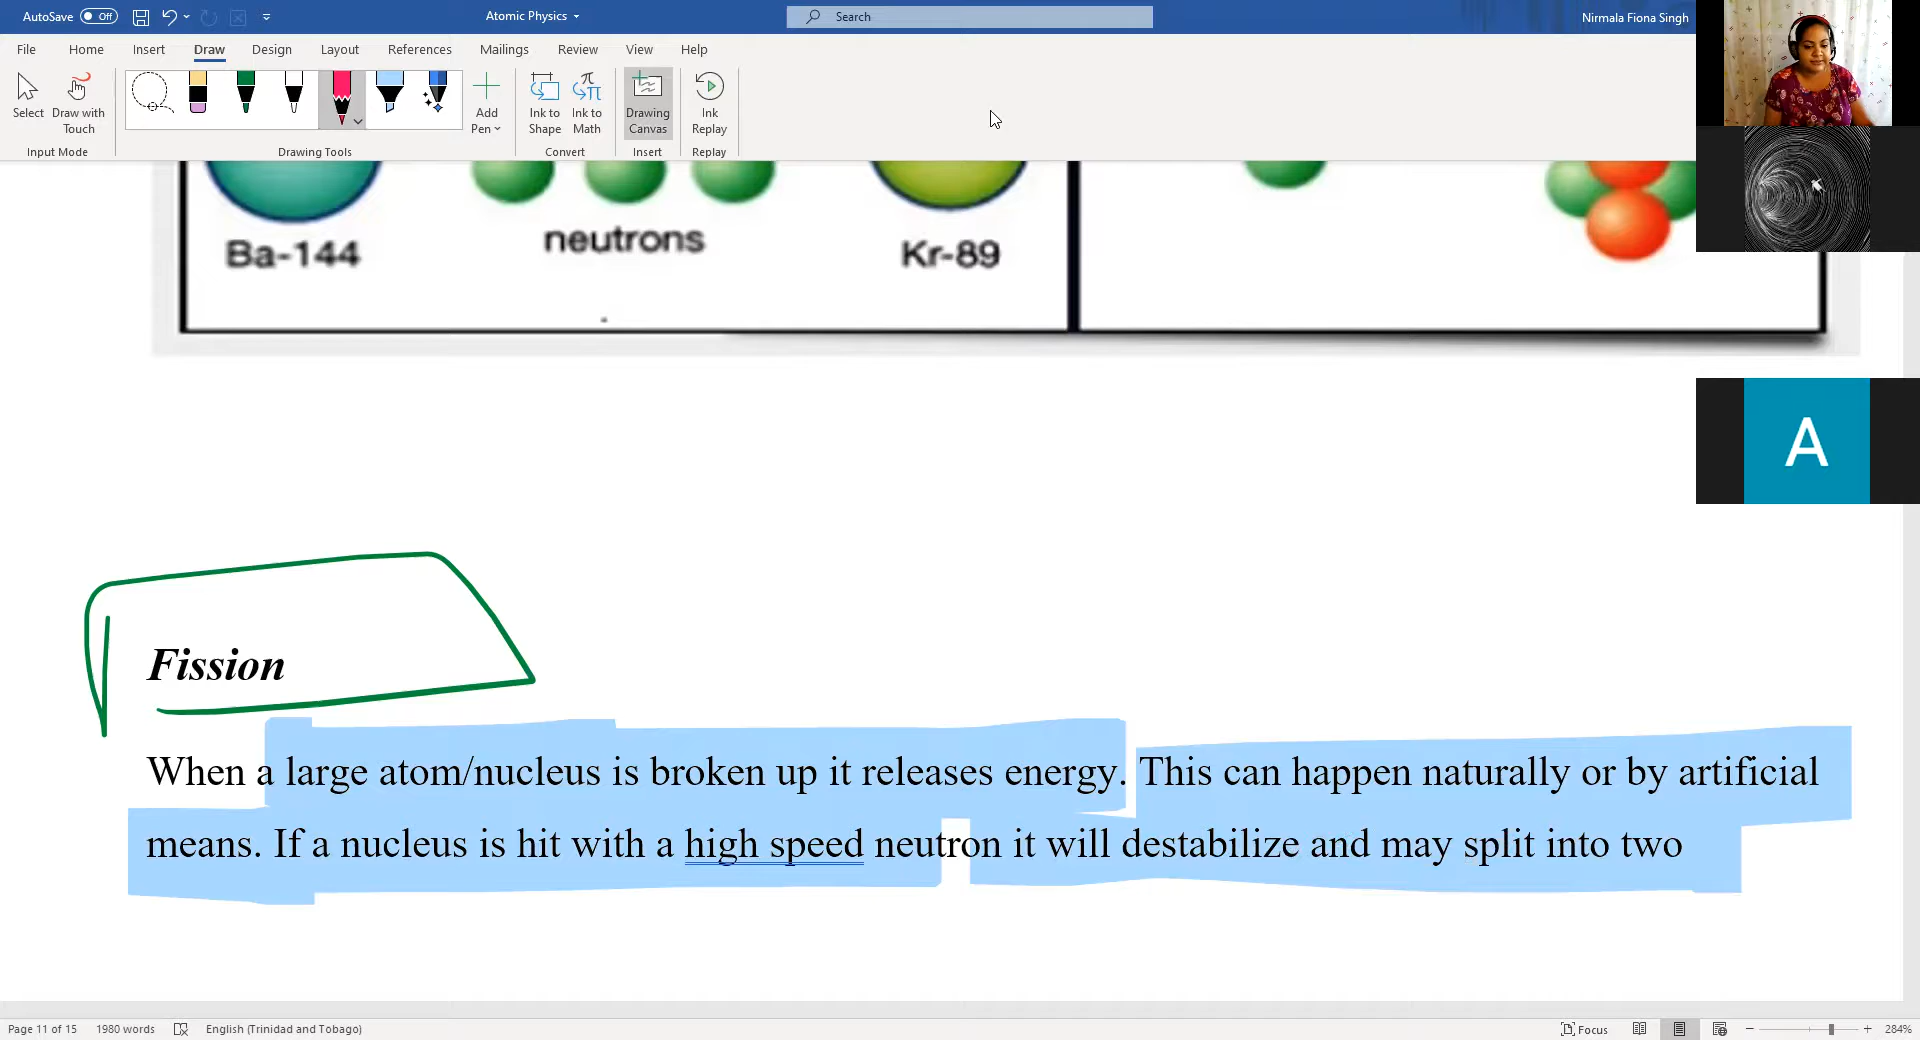 AutoSave Off Atomic Physics Search Nirmala Fiona Singh
File Home Insert Draw Design Layout References Mailings Review View Help
Select Draw with Touch Add Pen Ink to Shape Ink to Math Drawing Canvas Ink Replay
Input Mode Drawing Tools Convert Insert Replay
Ba-144 neutrons Kr-89
A
Fission
When a large atom/nucleus is broken up it releases energy. This can happen naturally or by artificial
means. If a nucleus is hit with a high speed neutron it will destabilize and may split into two
Page 11 of 15 1980 words English (Trinidad and Tobago) Focus 284%